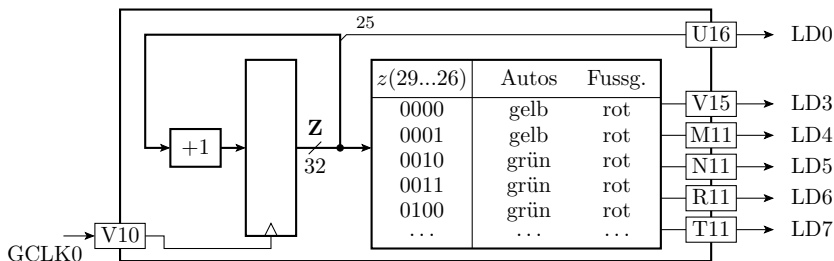 25
U16 LD0
z(29...26) Autos Fussg.
0000 gelb rot
V15 LD3
0001 gelb rot
M11 LD4
Z
+1
32
0010 grün rot
N11 LD5
0011 grün rot
R11 LD6
0100 grün rot
... ... ...
T11 LD7
V10
GCLK0